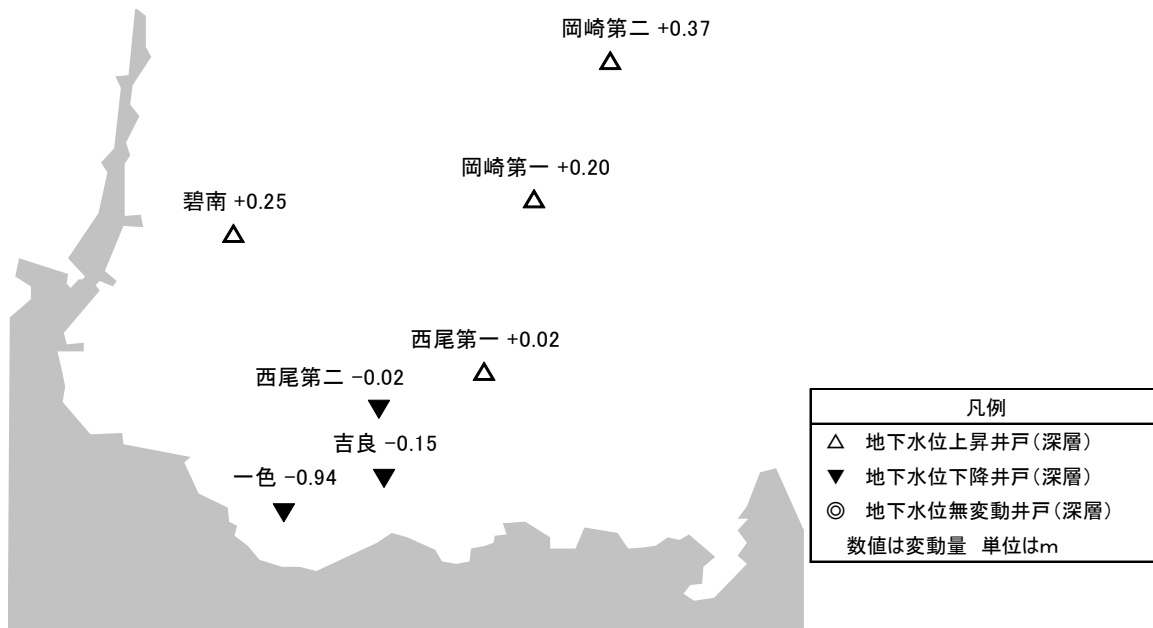 岡崎第二 +0.37
岡崎第一 +0.20
碧南 +0.25
西尾第一 +0.02
西尾第二 -0.02
吉良 -0.15
一色 -0.94
凡例
△ 地下水位上昇井戸(深層)
▼ 地下水位下降井戸(深層)
◎ 地下水位無変動井戸(深層)
数値は変動量 単位はm